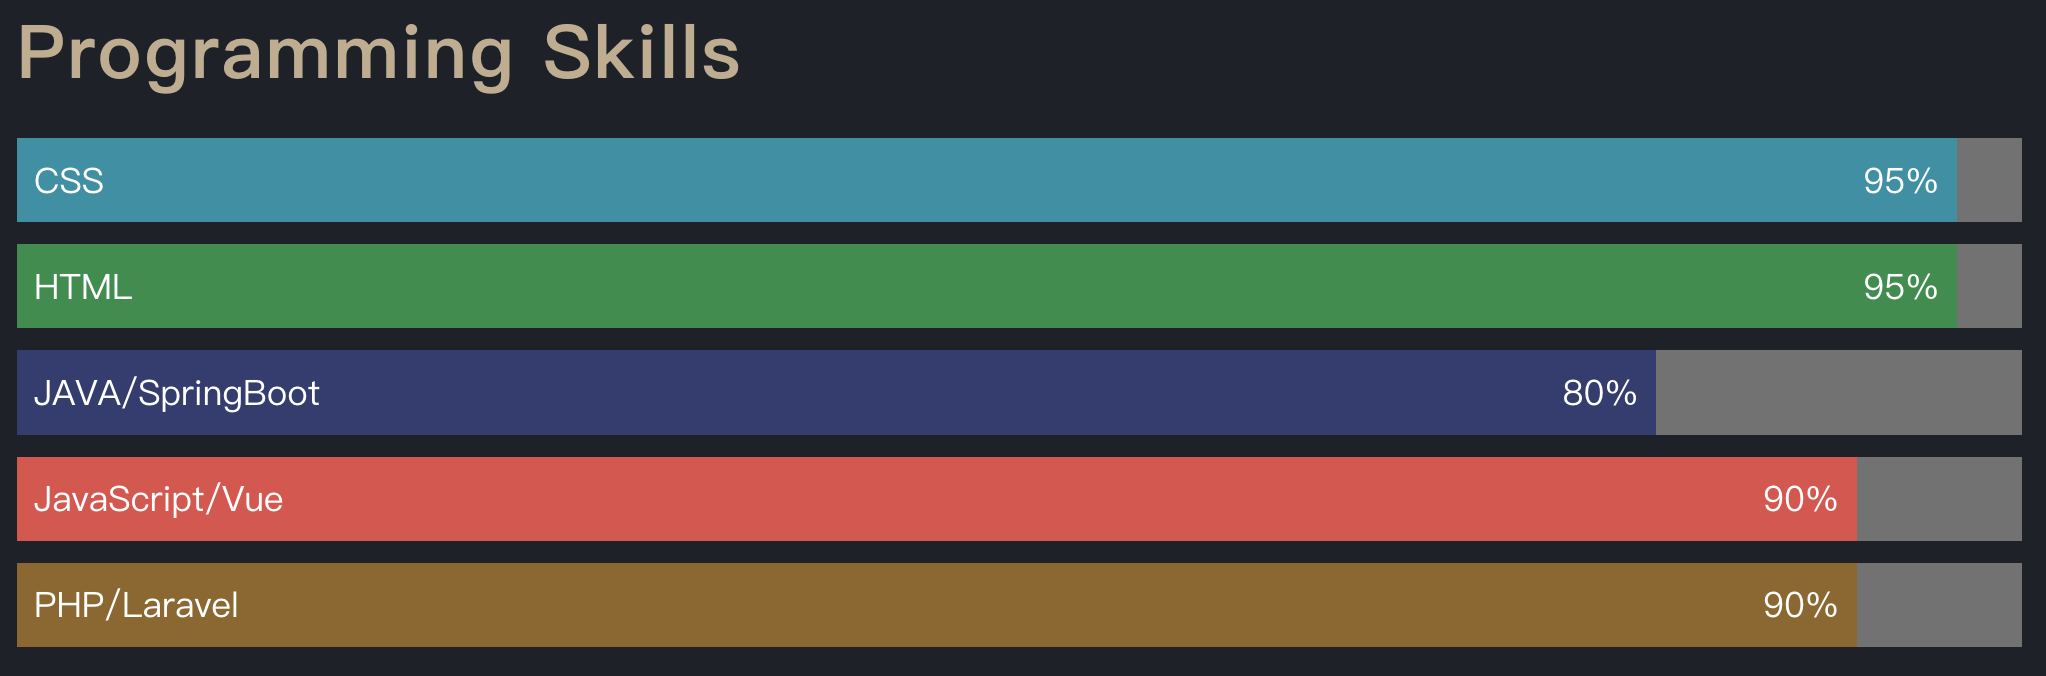 Programming Skills
CSS 95%
HTML 95%
JAVA/SpringBoot 80%
JavaScript/Vue 90%
PHP/Laravel 90%